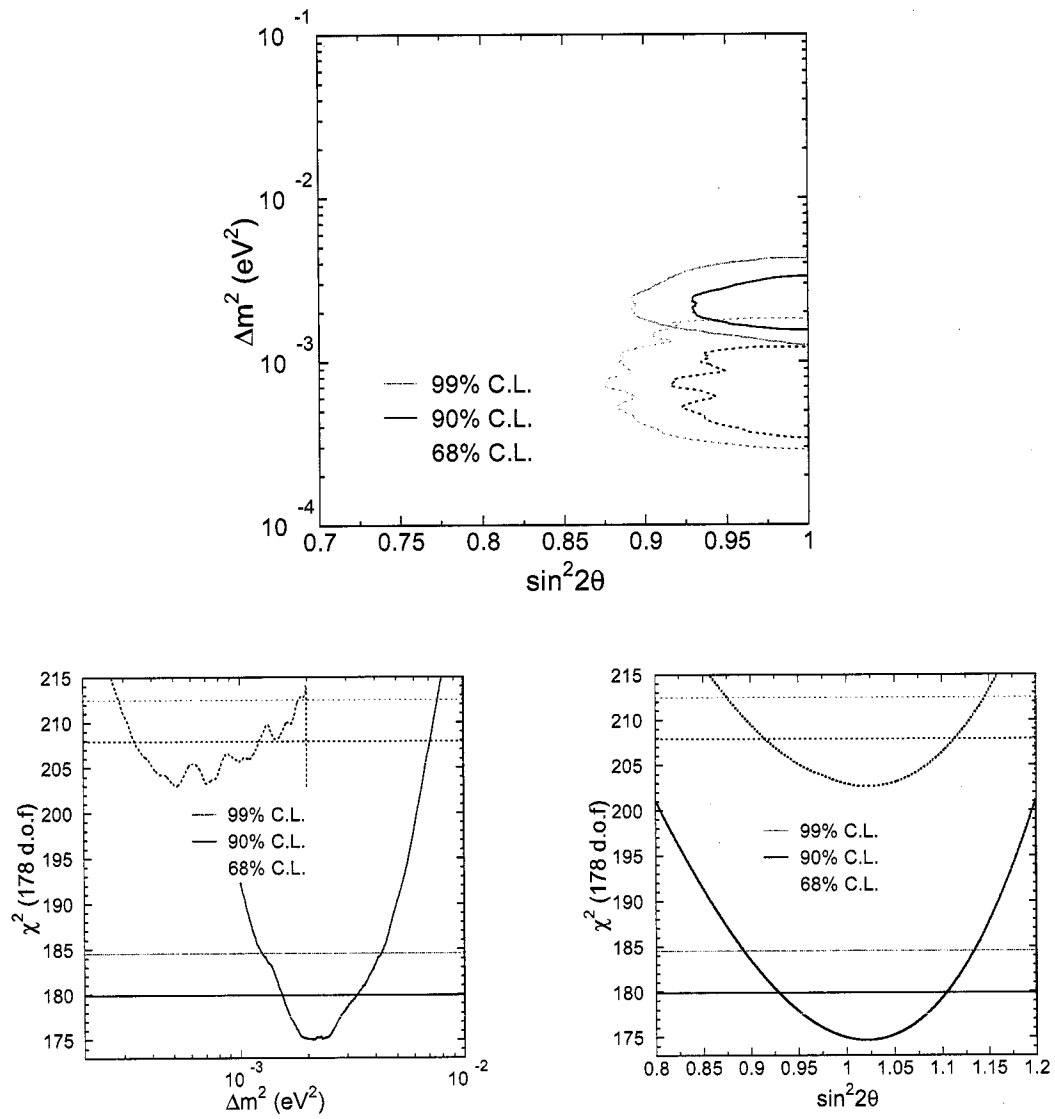 10⁻¹
10⁻²
10⁻³
10⁻⁴
Δm² (eV²)
99% C.L.
90% C.L.
68% C.L.
0.7 0.75 0.8 0.85 0.9 0.95 1
sin²2θ
215
210
205
200
195
190
185
180
175
χ² (178 d.o.f)
99% C.L.
90% C.L.
68% C.L.
10⁻³ 10⁻²
Δm² (eV²)
215
210
205
200
195
190
185
180
175
χ² (178 d.o.f)
99% C.L.
90% C.L.
68% C.L.
0.8 0.85 0.9 0.95 1 1.05 1.1 1.15 1.2
sin²2θ